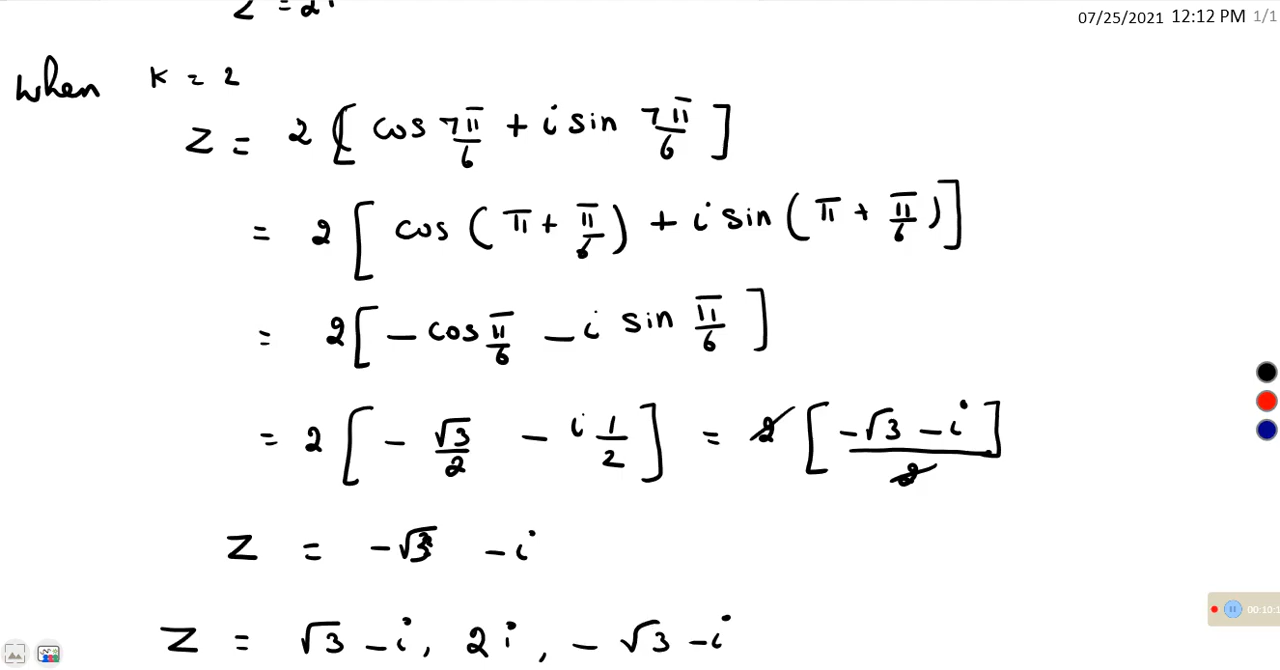 z = 2i
07/25/2021 12:12 PM 1/1
when k = 2
z = 2 [ cos 7π/6 + i sin 7π/6 ]
= 2 [ cos ( π + π/6 ) + i sin ( π + π/6 ) ]
= 2 [ - cos π/6 - i sin π/6 ]
= 2 [ - √3/2 - i 1/2 ] = 2 [ -√3 - i ]/2
z = -√3 - i
z = √3 - i, 2i, - √3 - i